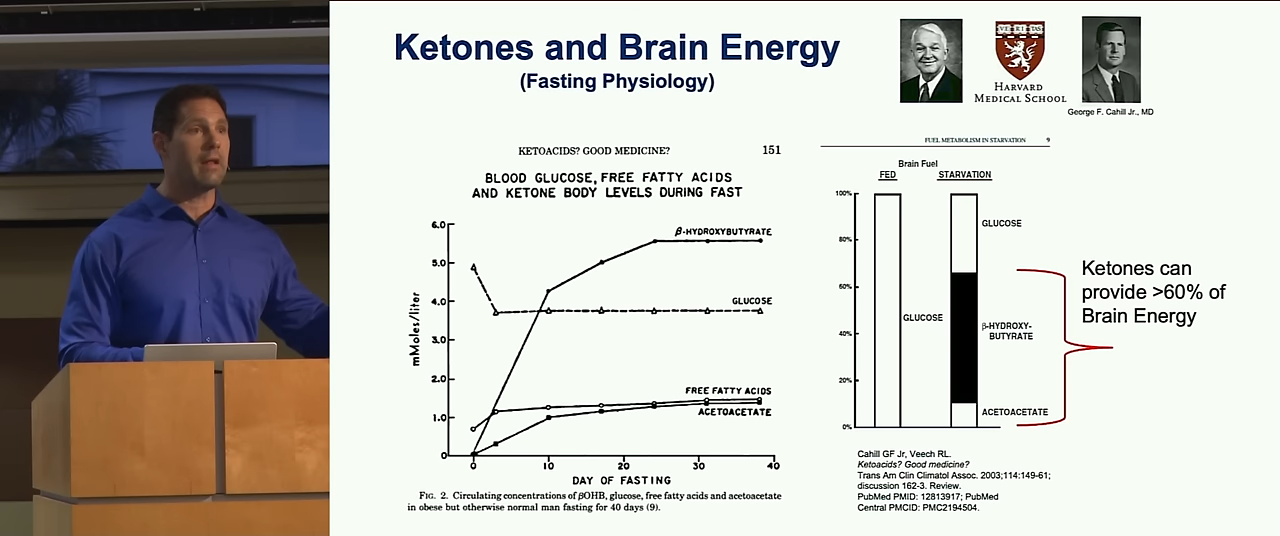 Ketones and Brain Energy
(Fasting Physiology)
VE RI TAS
HARVARD
MEDICAL SCHOOL
George F. Cahill Jr., MD
KETOACIDS? GOOD MEDICINE? 151
BLOOD GLUCOSE, FREE FATTY ACIDS
AND KETONE BODY LEVELS DURING FAST
6.0
5.0
4.0
3.0
2.0
1.0
0
mMoles/liter
β-HYDROXYBUTYRATE
GLUCOSE
FREE FATTY ACIDS
ACETOACETATE
0 10 20 30 40
DAY OF FASTING
FIG. 2. Circulating concentrations of βOHB, glucose, free fatty acids and acetoacetate
in obese but otherwise normal man fasting for 40 days (9).
FUEL METABOLISM IN STARVATION 9
Brain Fuel
FED STARVATION
100%
80%
60%
40%
20%
0%
GLUCOSE
GLUCOSE
β-HYDROXY-
BUTYRATE
ACETOACETATE
Ketones can
provide >60% of
Brain Energy
Cahill GF Jr, Veech RL.
Ketoacids? Good medicine?
Trans Am Clin Climatol Assoc. 2003;114:149-61;
discussion 162-3. Review.
PubMed PMID: 12813917; PubMed
Central PMCID: PMC2194504.